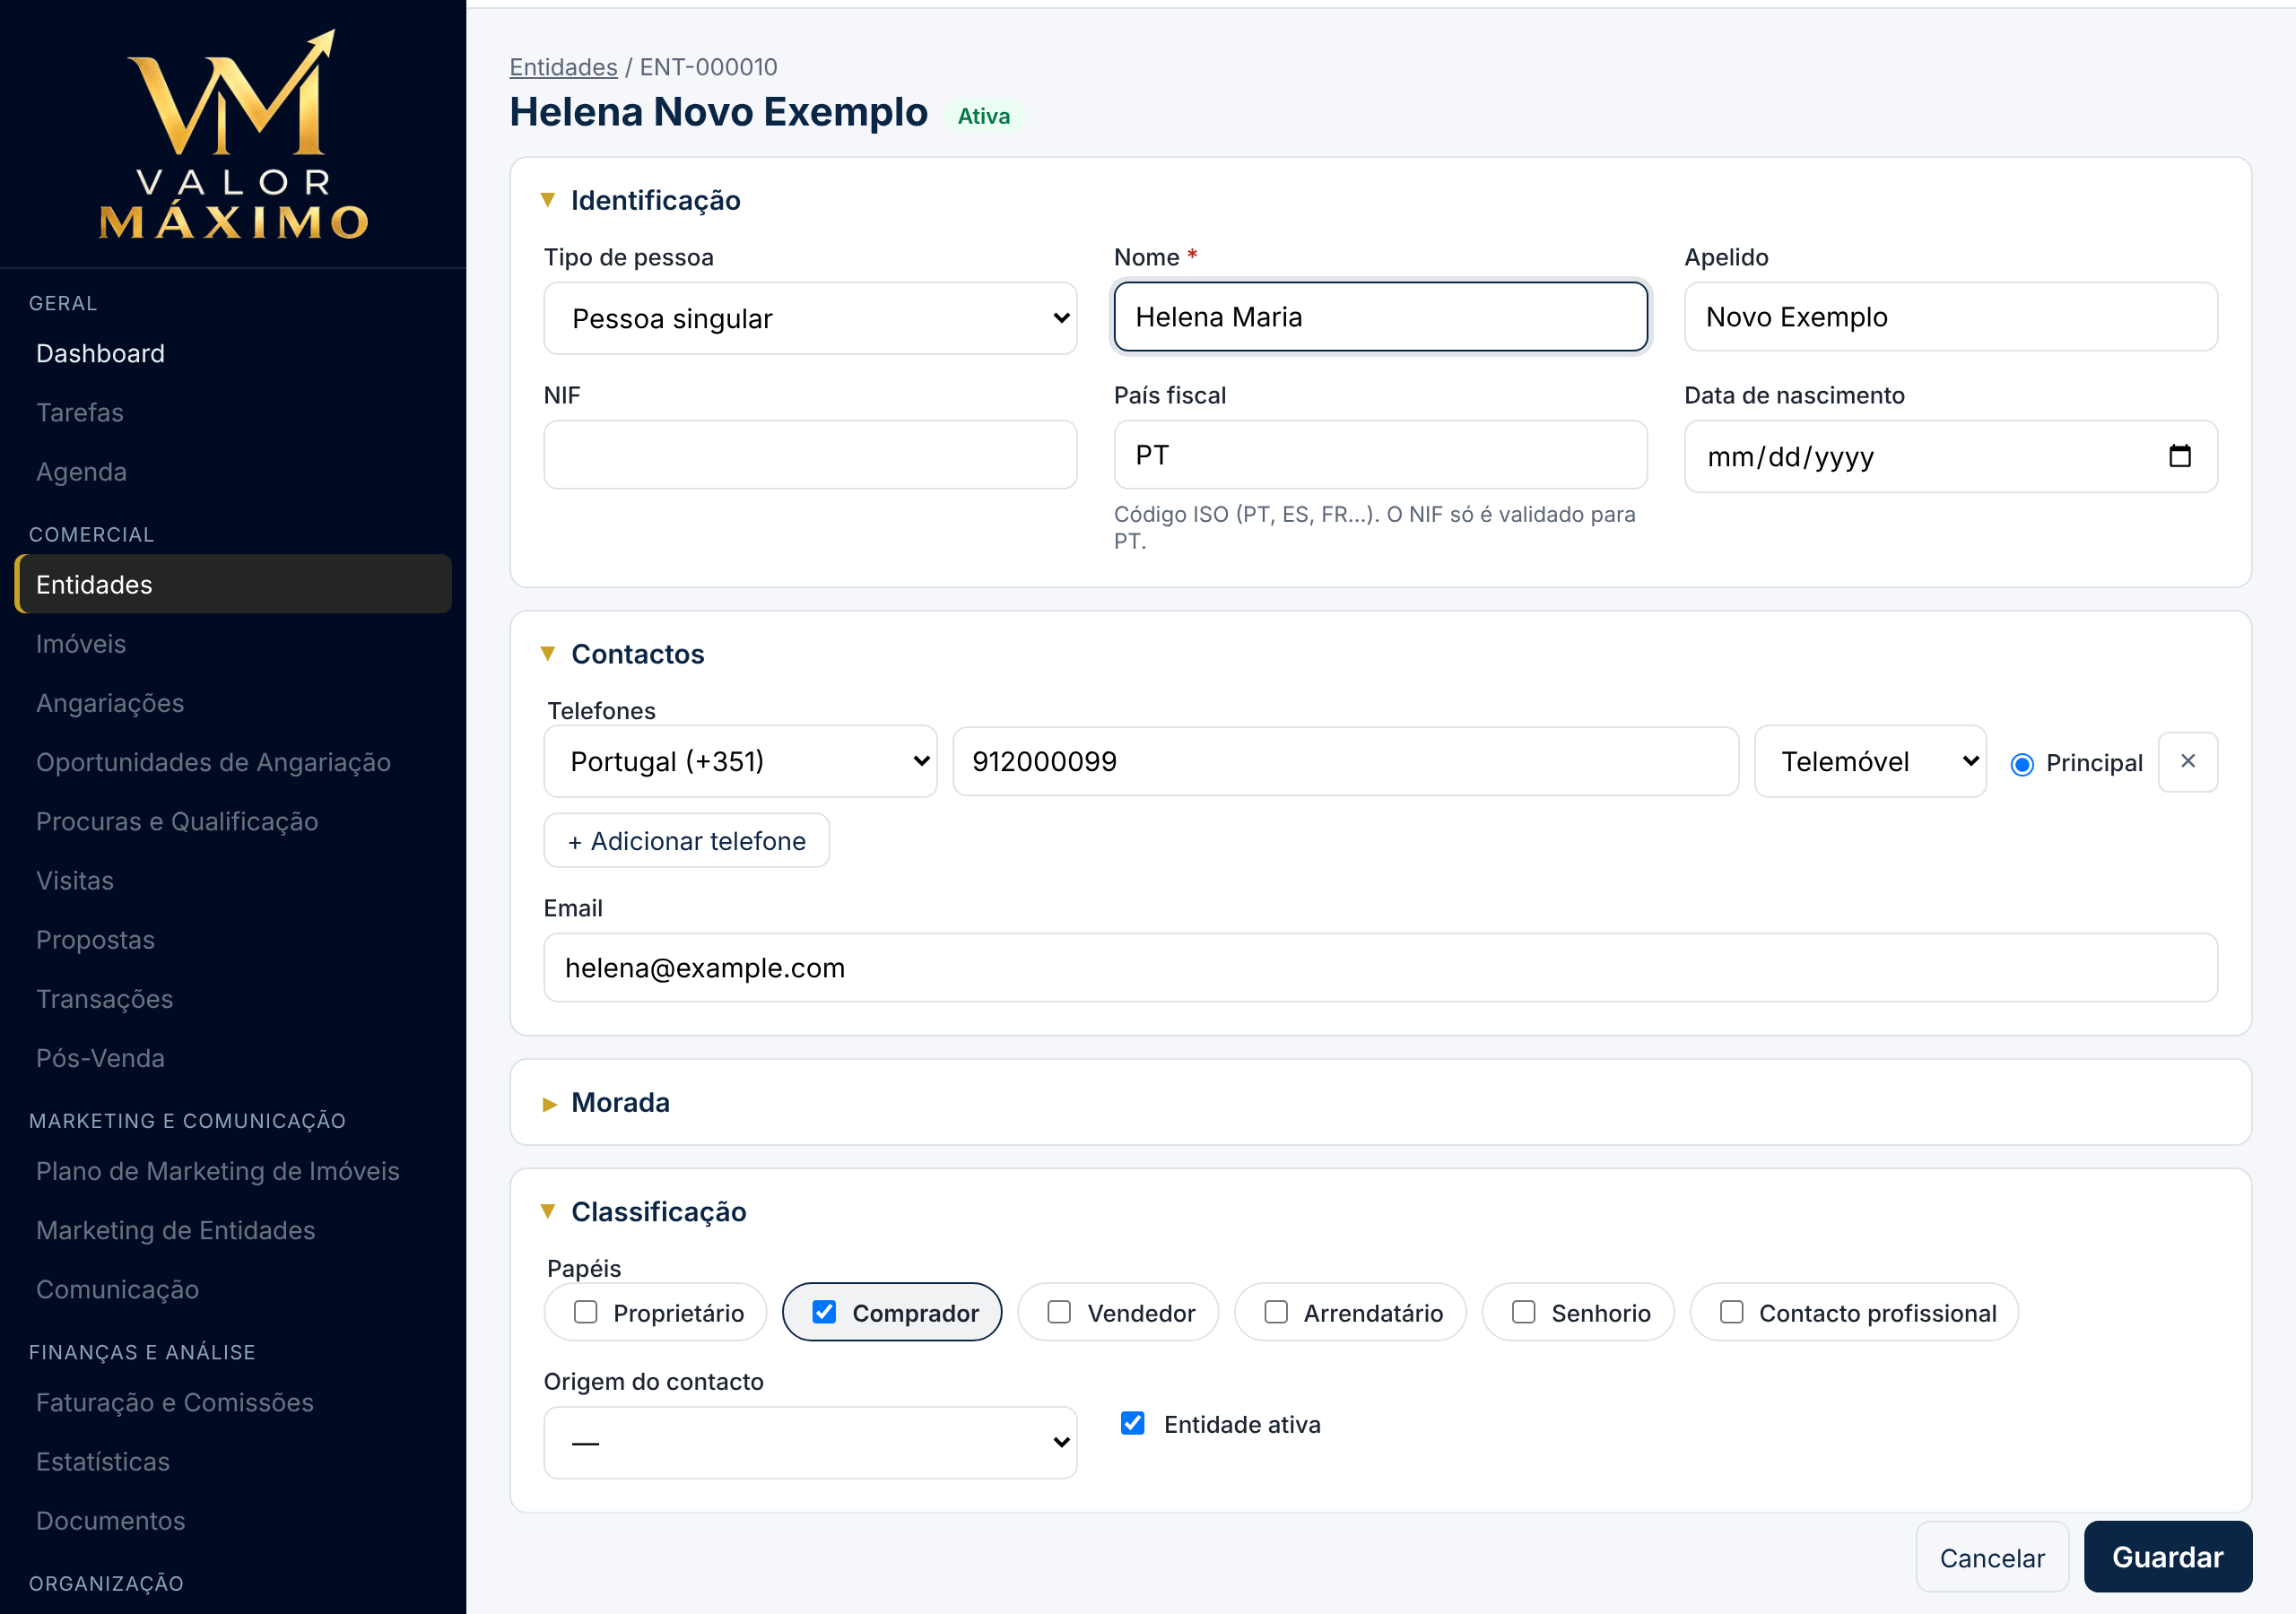 VM
VALOR
MÁXIMO
GERAL
Dashboard
Tarefas
Agenda
COMERCIAL
Entidades
Imóveis
Angariações
Oportunidades de Angariação
Procuras e Qualificação
Visitas
Propostas
Transações
Pós-Venda
MARKETING E COMUNICAÇÃO
Plano de Marketing de Imóveis
Marketing de Entidades
Comunicação
FINANÇAS E ANÁLISE
Faturação e Comissões
Estatísticas
Documentos
ORGANIZAÇÃO
Entidades / ENT-000010
Helena Novo Exemplo Ativa
Identificação
Tipo de pessoa Nome * Apelido
Pessoa singular Helena Maria Novo Exemplo
NIF País fiscal Data de nascimento
PT mm/dd/yyyy
Código ISO (PT, ES, FR...). O NIF só é validado para
PT.
Contactos
Telefones
Portugal (+351) 912000099 Telemóvel Principal ×
+ Adicionar telefone
Email
helena@example.com
Morada
Classificação
Papéis
Proprietário Comprador Vendedor Arrendatário Senhorio Contacto profissional
Origem do contacto
— Entidade ativa
Cancelar Guardar